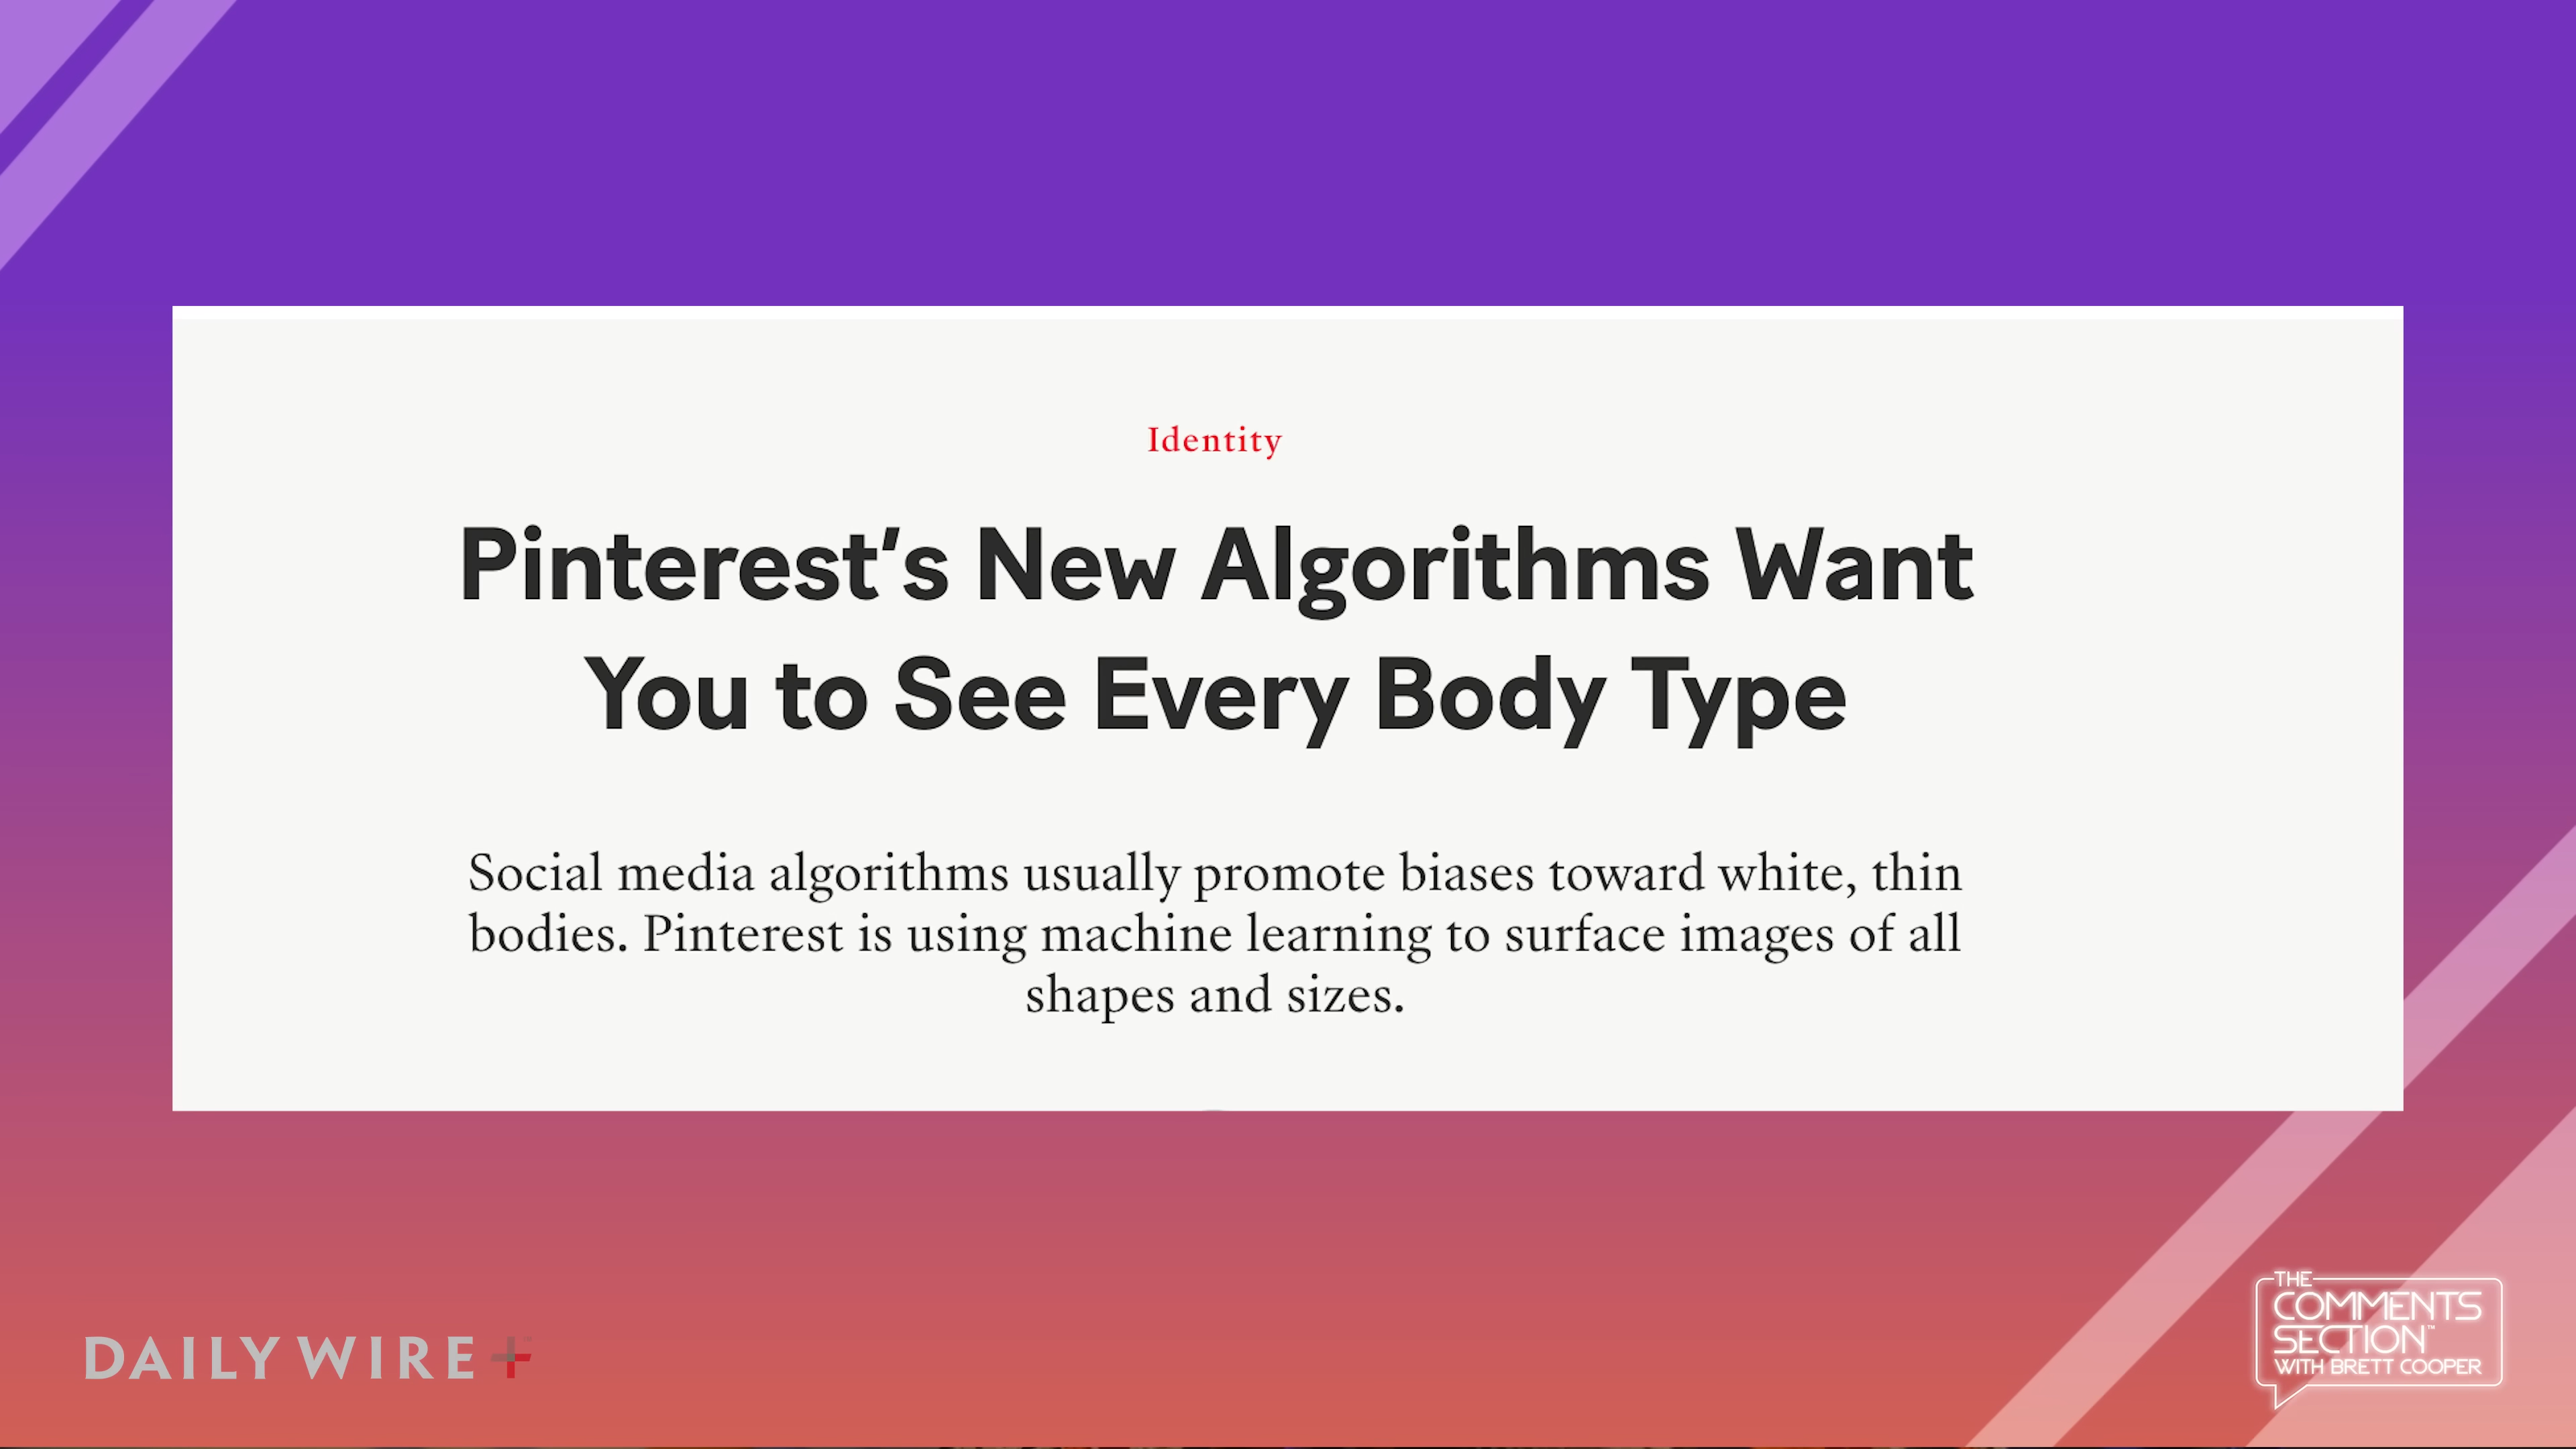 Identity
Pinterest's New Algorithms Want
You to See Every Body Type
Social media algorithms usually promote biases toward white, thin
bodies. Pinterest is using machine learning to surface images of all
shapes and sizes.
DAILY WIRE +
THE
COMMENTS
SECTION™
WITH BRETT COOPER